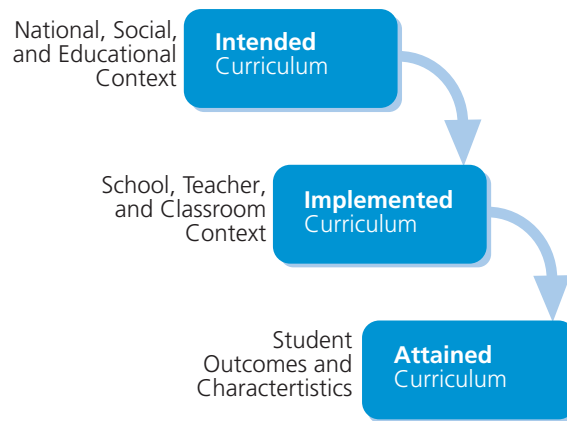 National, Social,
and Educational
Context
Intended
Curriculum
School, Teacher,
and Classroom
Context
Implemented
Curriculum
Student
Outcomes and
Charactertistics
Attained
Curriculum